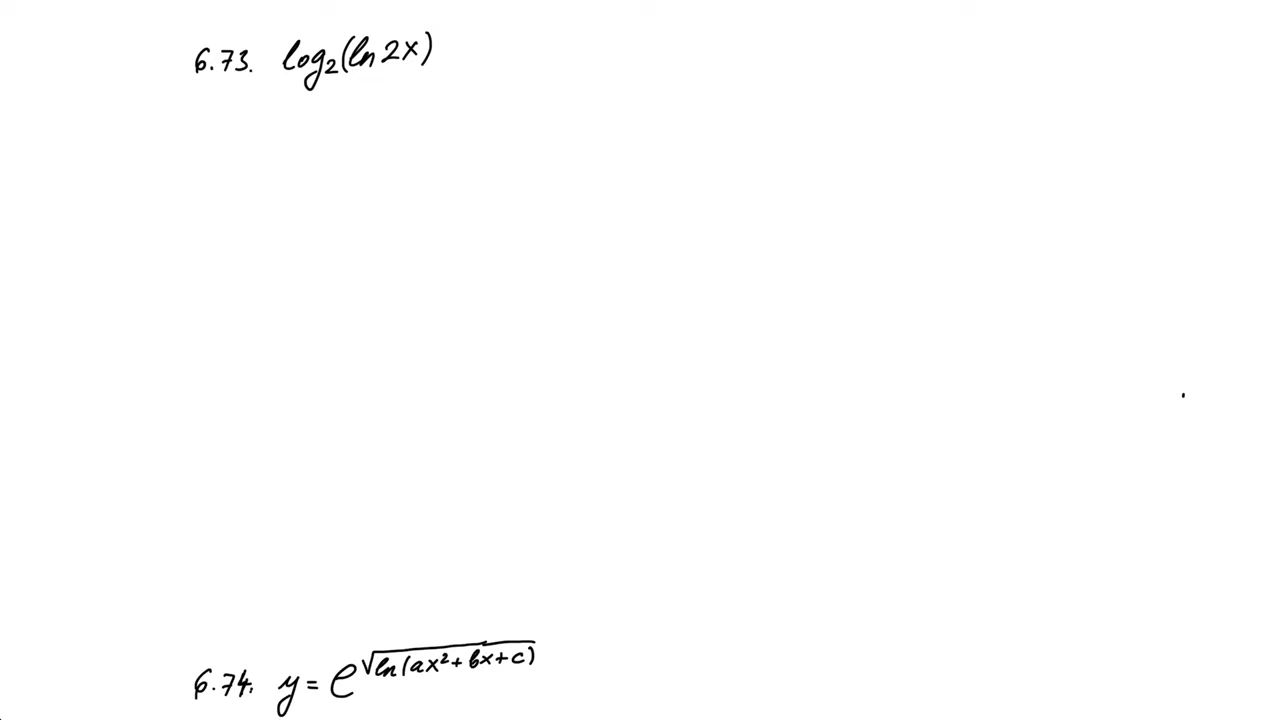 6.73. log₂(ln 2x)
6.74. y = e^√(ln(ax²+bx+c))